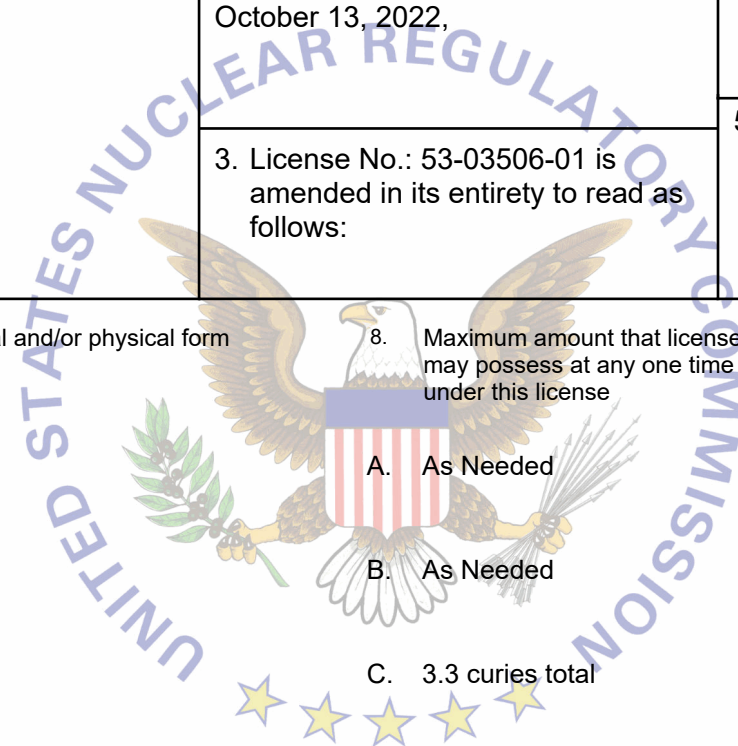 October 13, 2022,
3. License No.: 53-03506-01 is
amended in its entirety to read as
follows:
and/or physical form
8. Maximum amount that
may possess at any one time
under this license
A. As Needed
B. As Needed
C. 3.3 curies total
UNITED STATES NUCLEAR REGULATORY COMMISSION